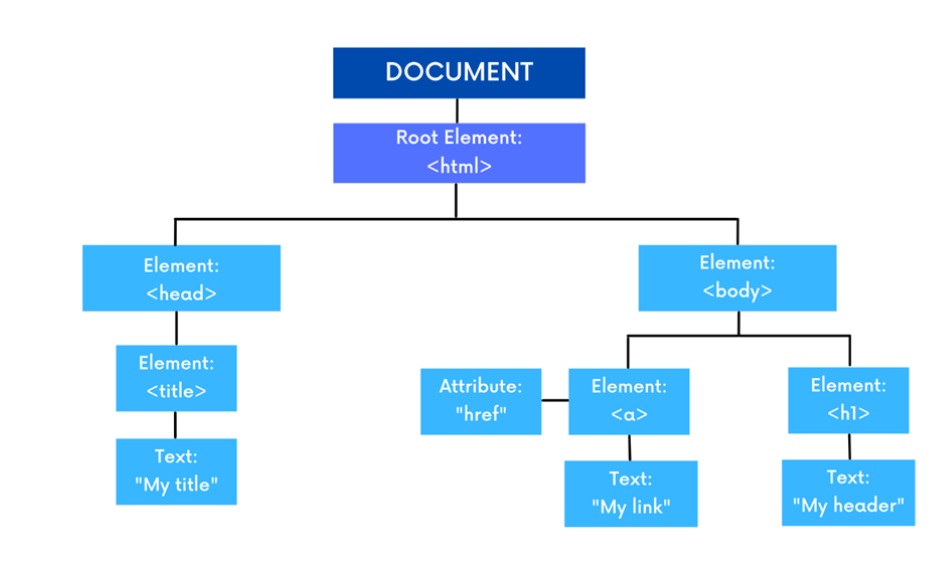 DOCUMENT
Root Element:
<html>
Element:
<head>
Element:
<body>
Element:
<title>
Attribute:
"href"
Element:
<a>
Element:
<h1>
Text:
"My title"
Text:
"My link"
Text:
"My header"